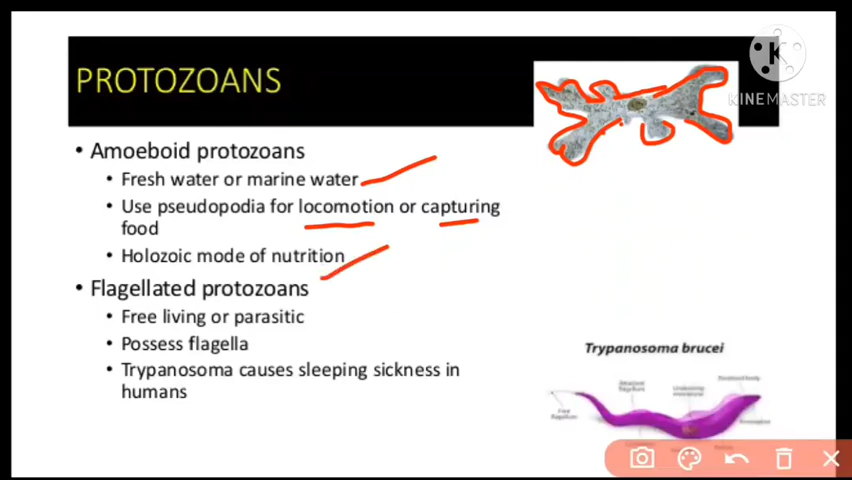 PROTOZOANS
K
KINEMASTER
• Amoeboid protozoans
• Fresh water or marine water
• Use pseudopodia for locomotion or capturing
food
• Holozoic mode of nutrition
• Flagellated protozoans
• Free living or parasitic
• Possess flagella
• Trypanosoma causes sleeping sickness in
humans
Trypanosoma brucei